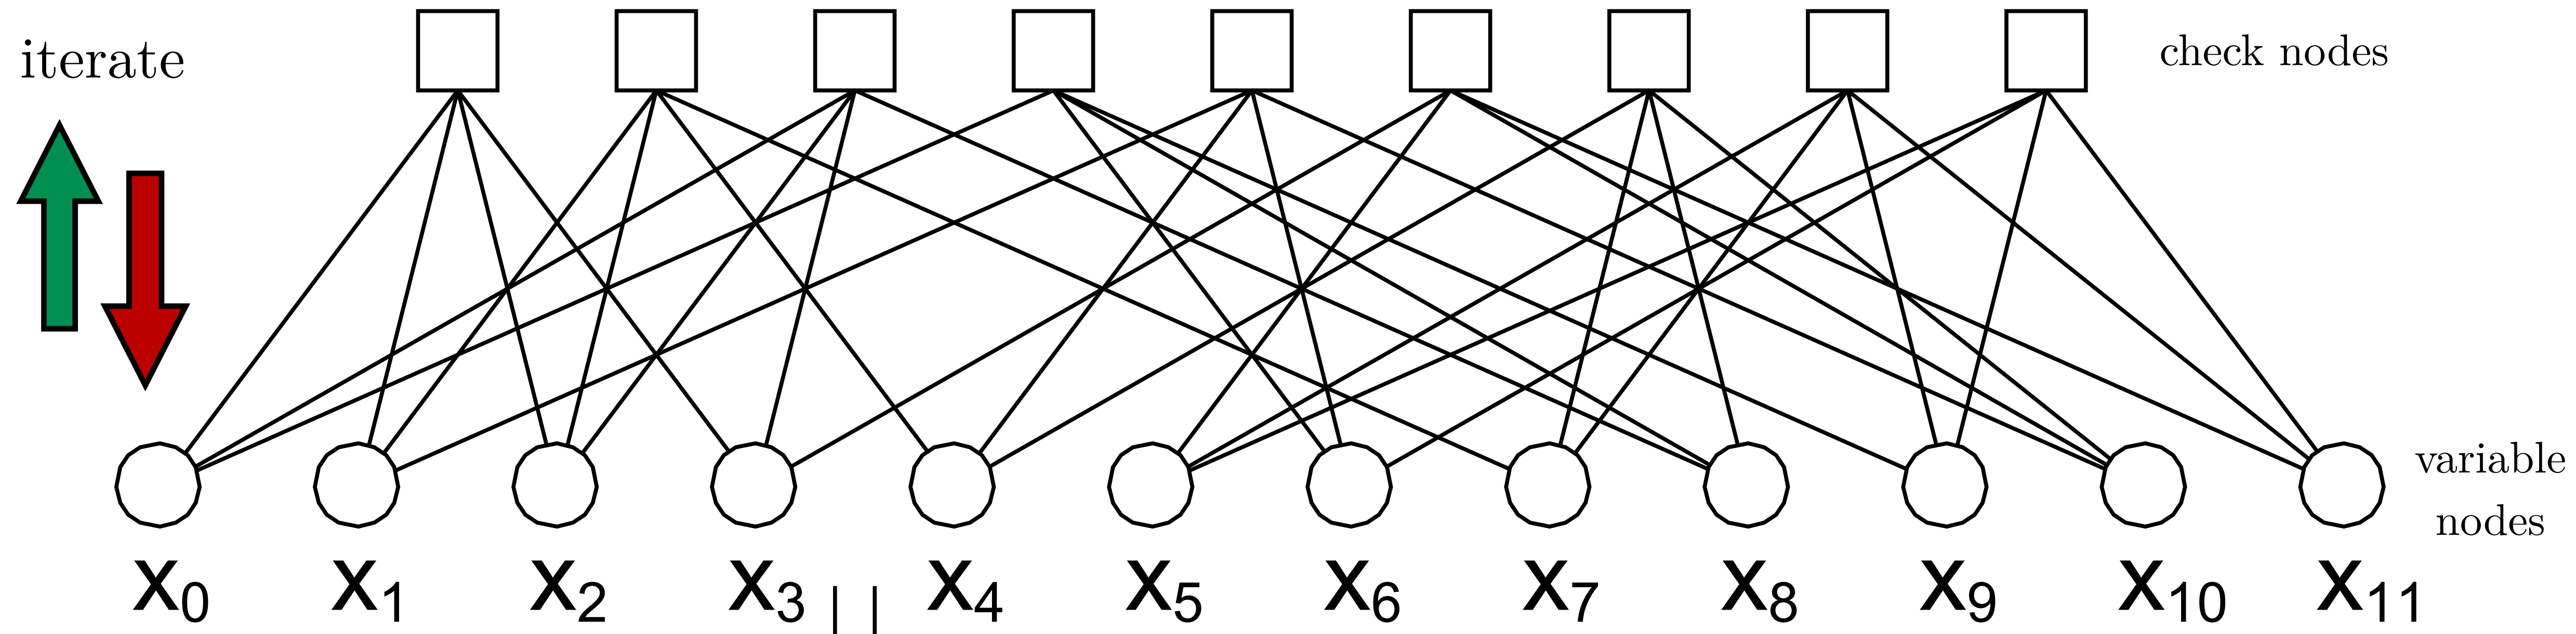 iterate
check nodes
variable
nodes
x0 x1 x2 x3 x4 x5 x6 x7 x8 x9 x10 x11